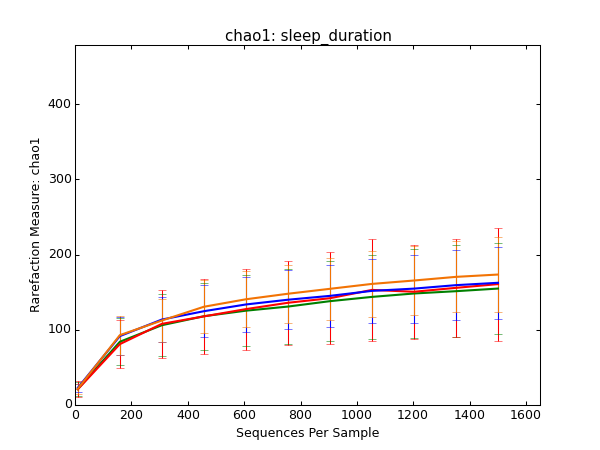 chao1: sleep_duration
Rarefaction Measure: chao1
400
300
200
100
0
0 200 400 600 800 1000 1200 1400 1600
Sequences Per Sample